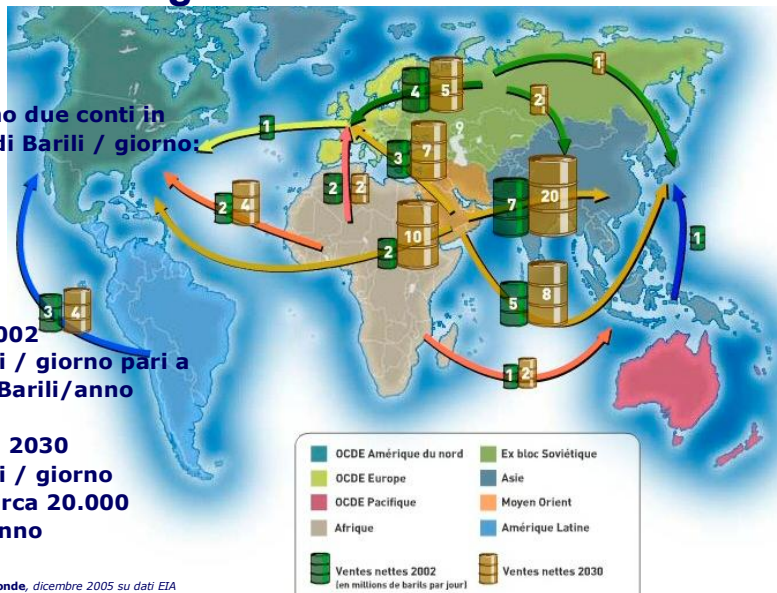 o due conti in
di Barili / giorno:
002
i / giorno pari a
Barili/anno
2030
i / giorno
rca 20.000
nno
onde, dicembre 2005 su dati EIA
1
4
5
1
2
3
7
2
2
2
4
2
10
7
20
5
8
1
3
4
1
2
OCDE Amérique du nord
OCDE Europe
OCDE Pacifique
Afrique
Ex bloc Soviétique
Asie
Moyen Orient
Amérique Latine
Ventes nettes 2002
(en millions de barils par jour)
Ventes nettes 2030